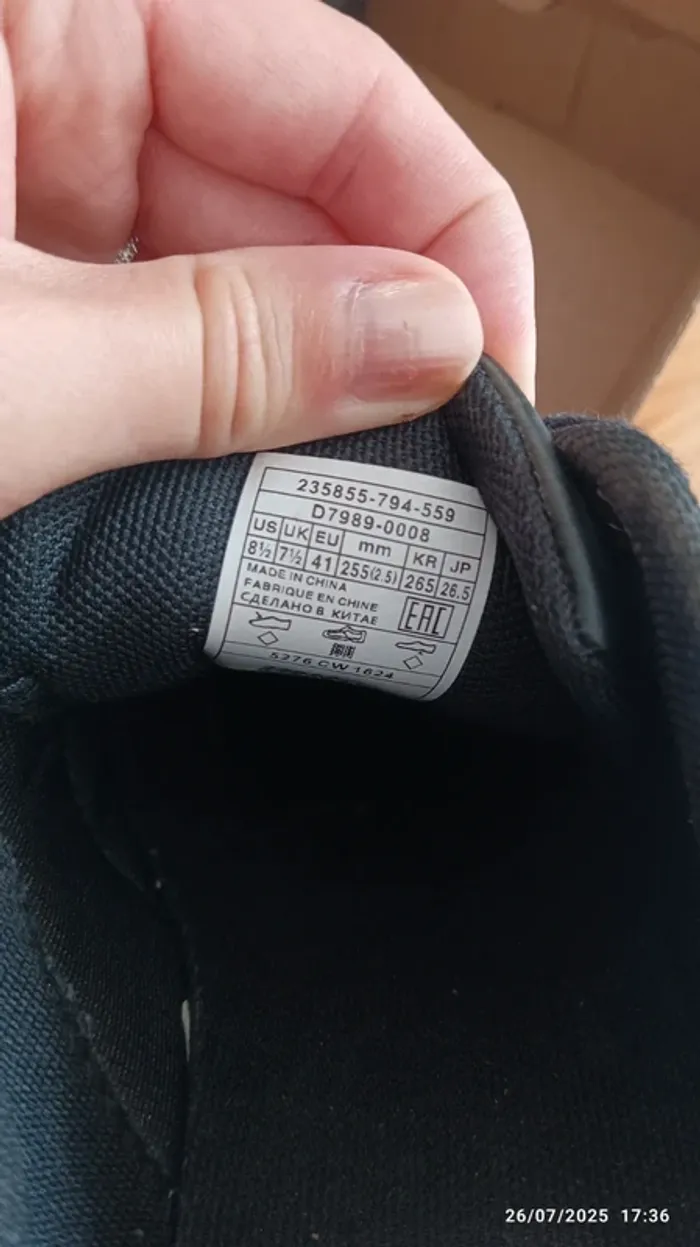 235855-794-559
D7989-0008
US UK EU mm KR JP
8½ 7½ 41 255(2.5) 265 26.5
MADE IN CHINA
FABRIQUE EN CHINE
СДЕЛАНО В КИТАЕ
EAC
5276 CW 1824
26/07/2025 17:36